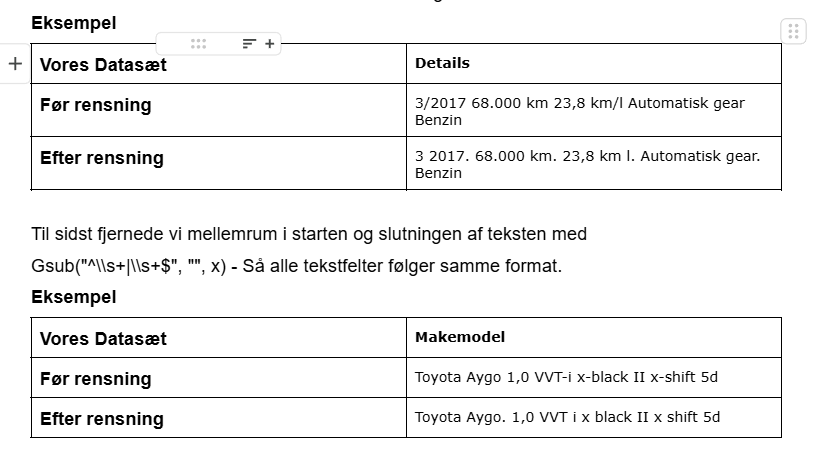 Eksempel
Vores Datasæt Details
Før rensning 3/2017 68.000 km 23,8 km/l Automatisk gear
Benzin
Efter rensning 3 2017. 68.000 km. 23,8 km l. Automatisk gear.
Benzin
Til sidst fjernede vi mellemrum i starten og slutningen af teksten med
Gsub("^\\s+|\\s+$", "", x) - Så alle tekstfelter følger samme format.
Eksempel
Vores Datasæt Makemodel
Før rensning Toyota Aygo 1,0 VVT-i x-black II x-shift 5d
Efter rensning Toyota Aygo. 1,0 VVT i x black II x shift 5d